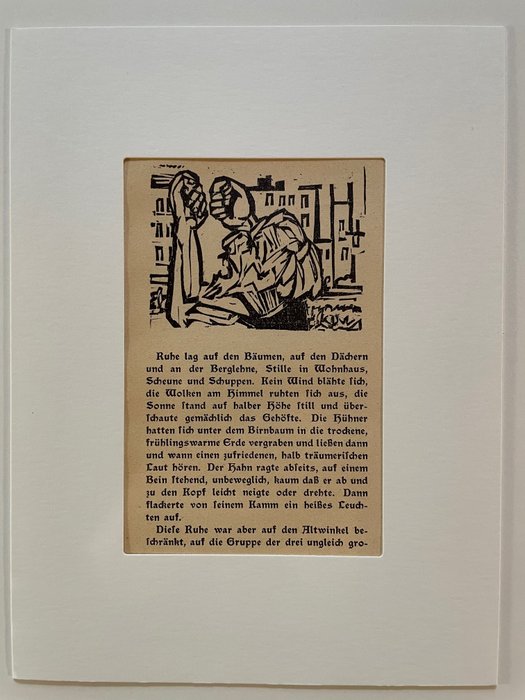 Ruhe lag auf den Bäumen, auf den Dächern
und an der Berglehne, Stille in Wohnhaus,
Scheune und Schuppen. Kein Wind blähte sich,
die Wolken am Himmel ruhten sich aus, die
Sonne stand auf halber Höhe still und über-
schaute gemächlich das Gehöfte. Die Hühner
hatten sich unter dem Birnbaum in die trockene,
frühlingswarme Erde vergraben und ließen dann
und wann einen zufriedenen, halb träumerischen
Laut hören. Der Hahn ragte abseits, auf einem
Bein stehend, unbeweglich, kaum daß er ab und
zu den Kopf leicht neigte oder drehte. Dann
flackerte von seinem Kamm ein heißes Leuch-
ten auf.
Diese Ruhe war aber auf den Altwinkel be-
schränkt, auf die Gruppe der drei ungleich gro-